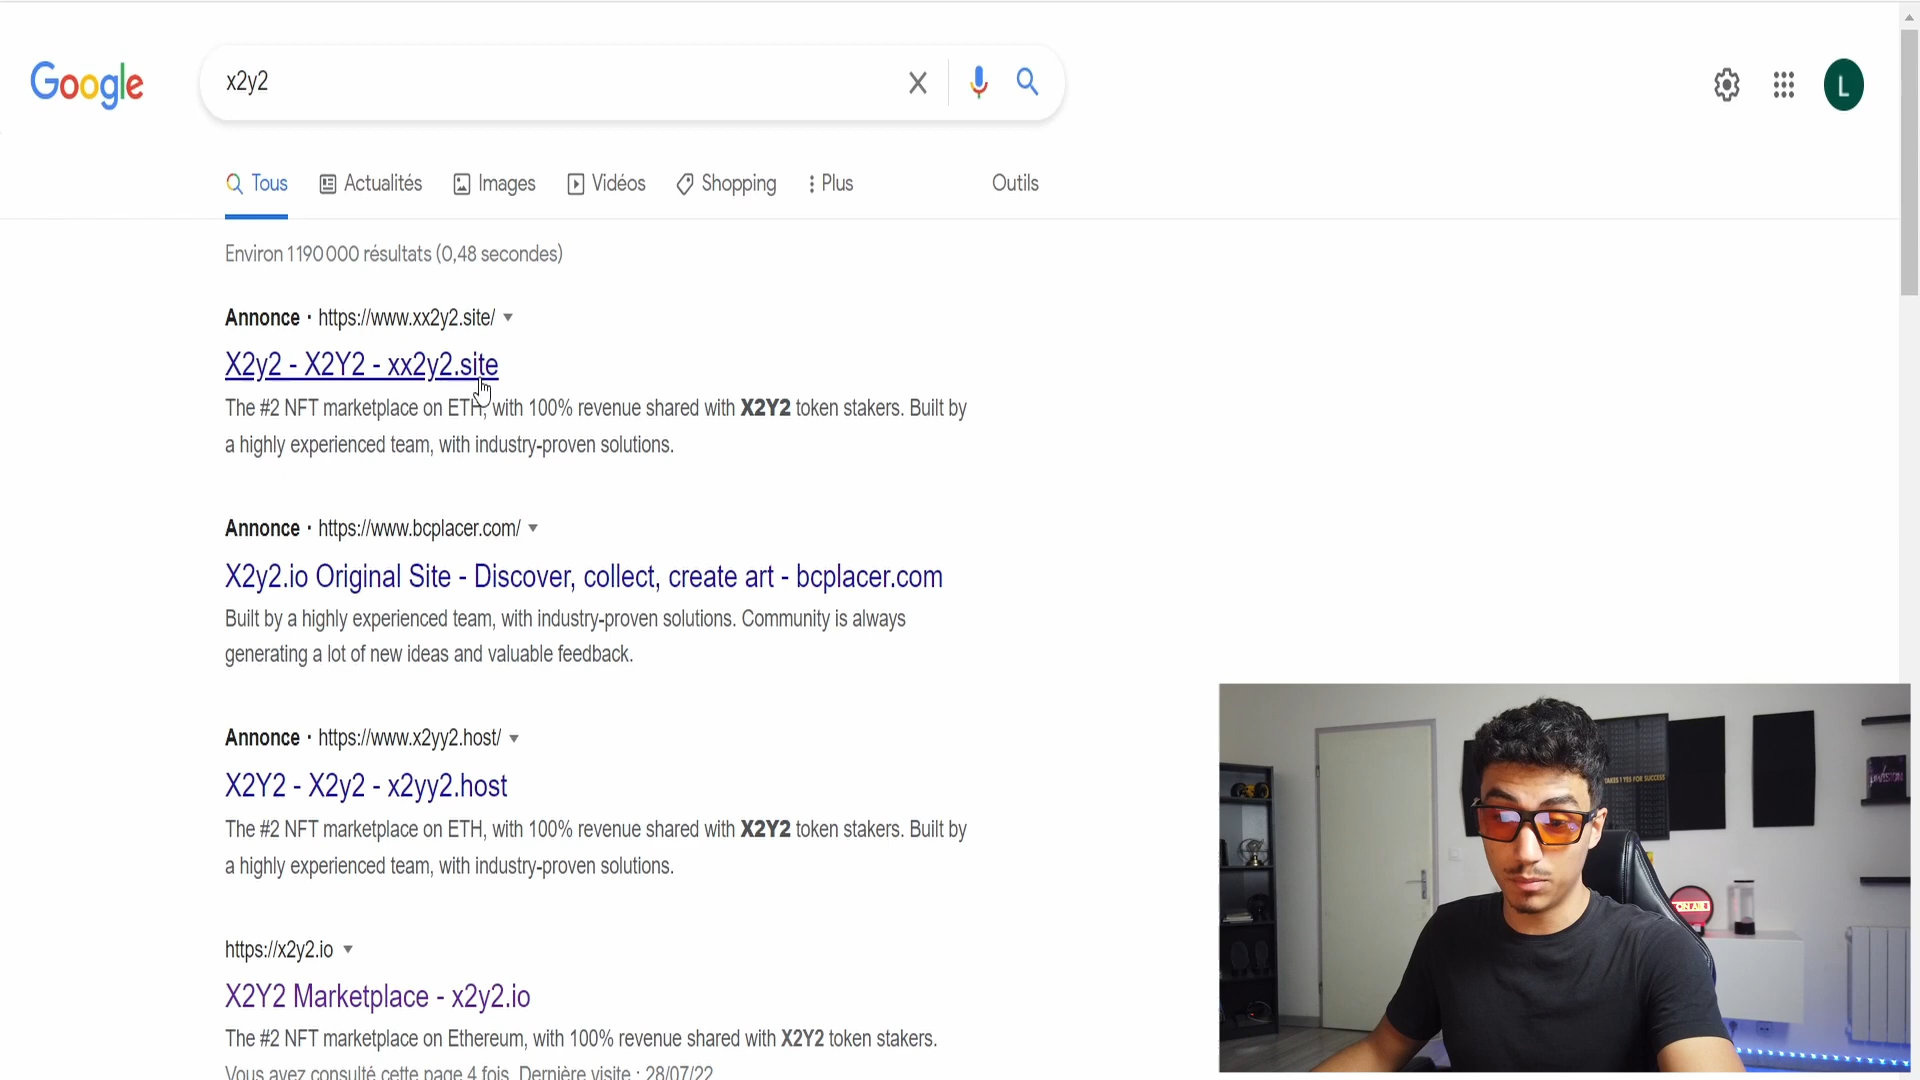 Google
x2y2
L
Tous
Actualités
Images
Vidéos
Shopping
Plus
Outils
Environ 1 190 000 résultats (0,48 secondes)
Annonce · https://www.xx2y2.site/
X2y2 - X2Y2 - xx2y2.site
The #2 NFT marketplace on ETH, with 100% revenue shared with X2Y2 token stakers. Built by
a highly experienced team, with industry-proven solutions.
Annonce · https://www.bcplacer.com/
X2y2.io Original Site - Discover, collect, create art - bcplacer.com
Built by a highly experienced team, with industry-proven solutions. Community is always
generating a lot of new ideas and valuable feedback.
Annonce · https://www.x2yy2.host/
X2Y2 - X2y2 - x2yy2.host
The #2 NFT marketplace on ETH, with 100% revenue shared with X2Y2 token stakers. Built by
a highly experienced team, with industry-proven solutions.
https://x2y2.io
X2Y2 Marketplace - x2y2.io
The #2 NFT marketplace on Ethereum, with 100% revenue shared with X2Y2 token stakers.
Vous avez consulté cette page 4 fois. Dernière visite : 28/07/22
TAKES 1 YES FOR SUCCESS
ON AIR